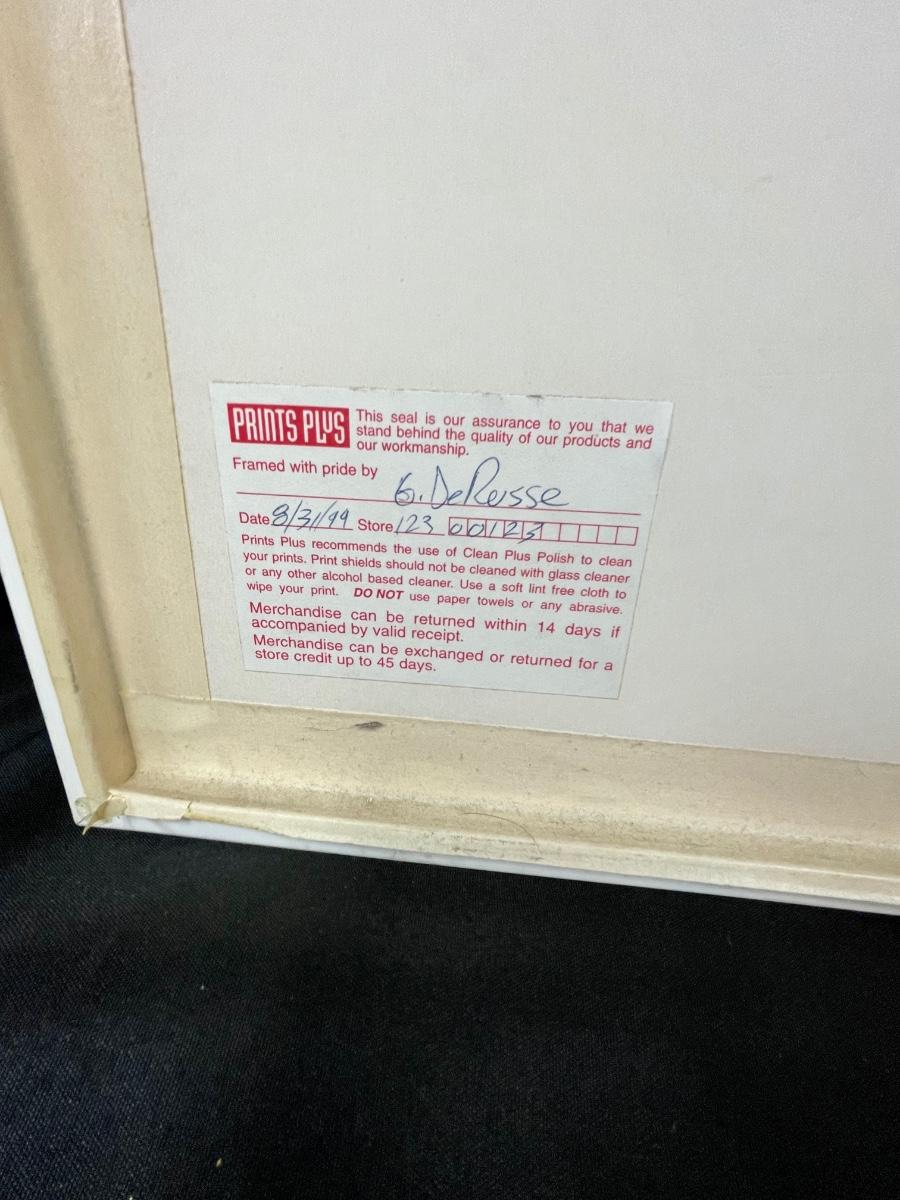 PRINTS PLUS
This seal is our assurance to you that we
stand behind the quality of our products and
our workmanship.
Framed with pride by G. DeRusse
Date 8/31/99 Store 123 00123
Prints Plus recommends the use of Clean Plus Polish to clean
your prints. Print shields should not be cleaned with glass cleaner
or any other alcohol based cleaner. Use a soft lint free cloth to
wipe your print. DO NOT use paper towels or any abrasive.
Merchandise can be returned within 14 days if
accompanied by valid receipt.
Merchandise can be exchanged or returned for a
store credit up to 45 days.